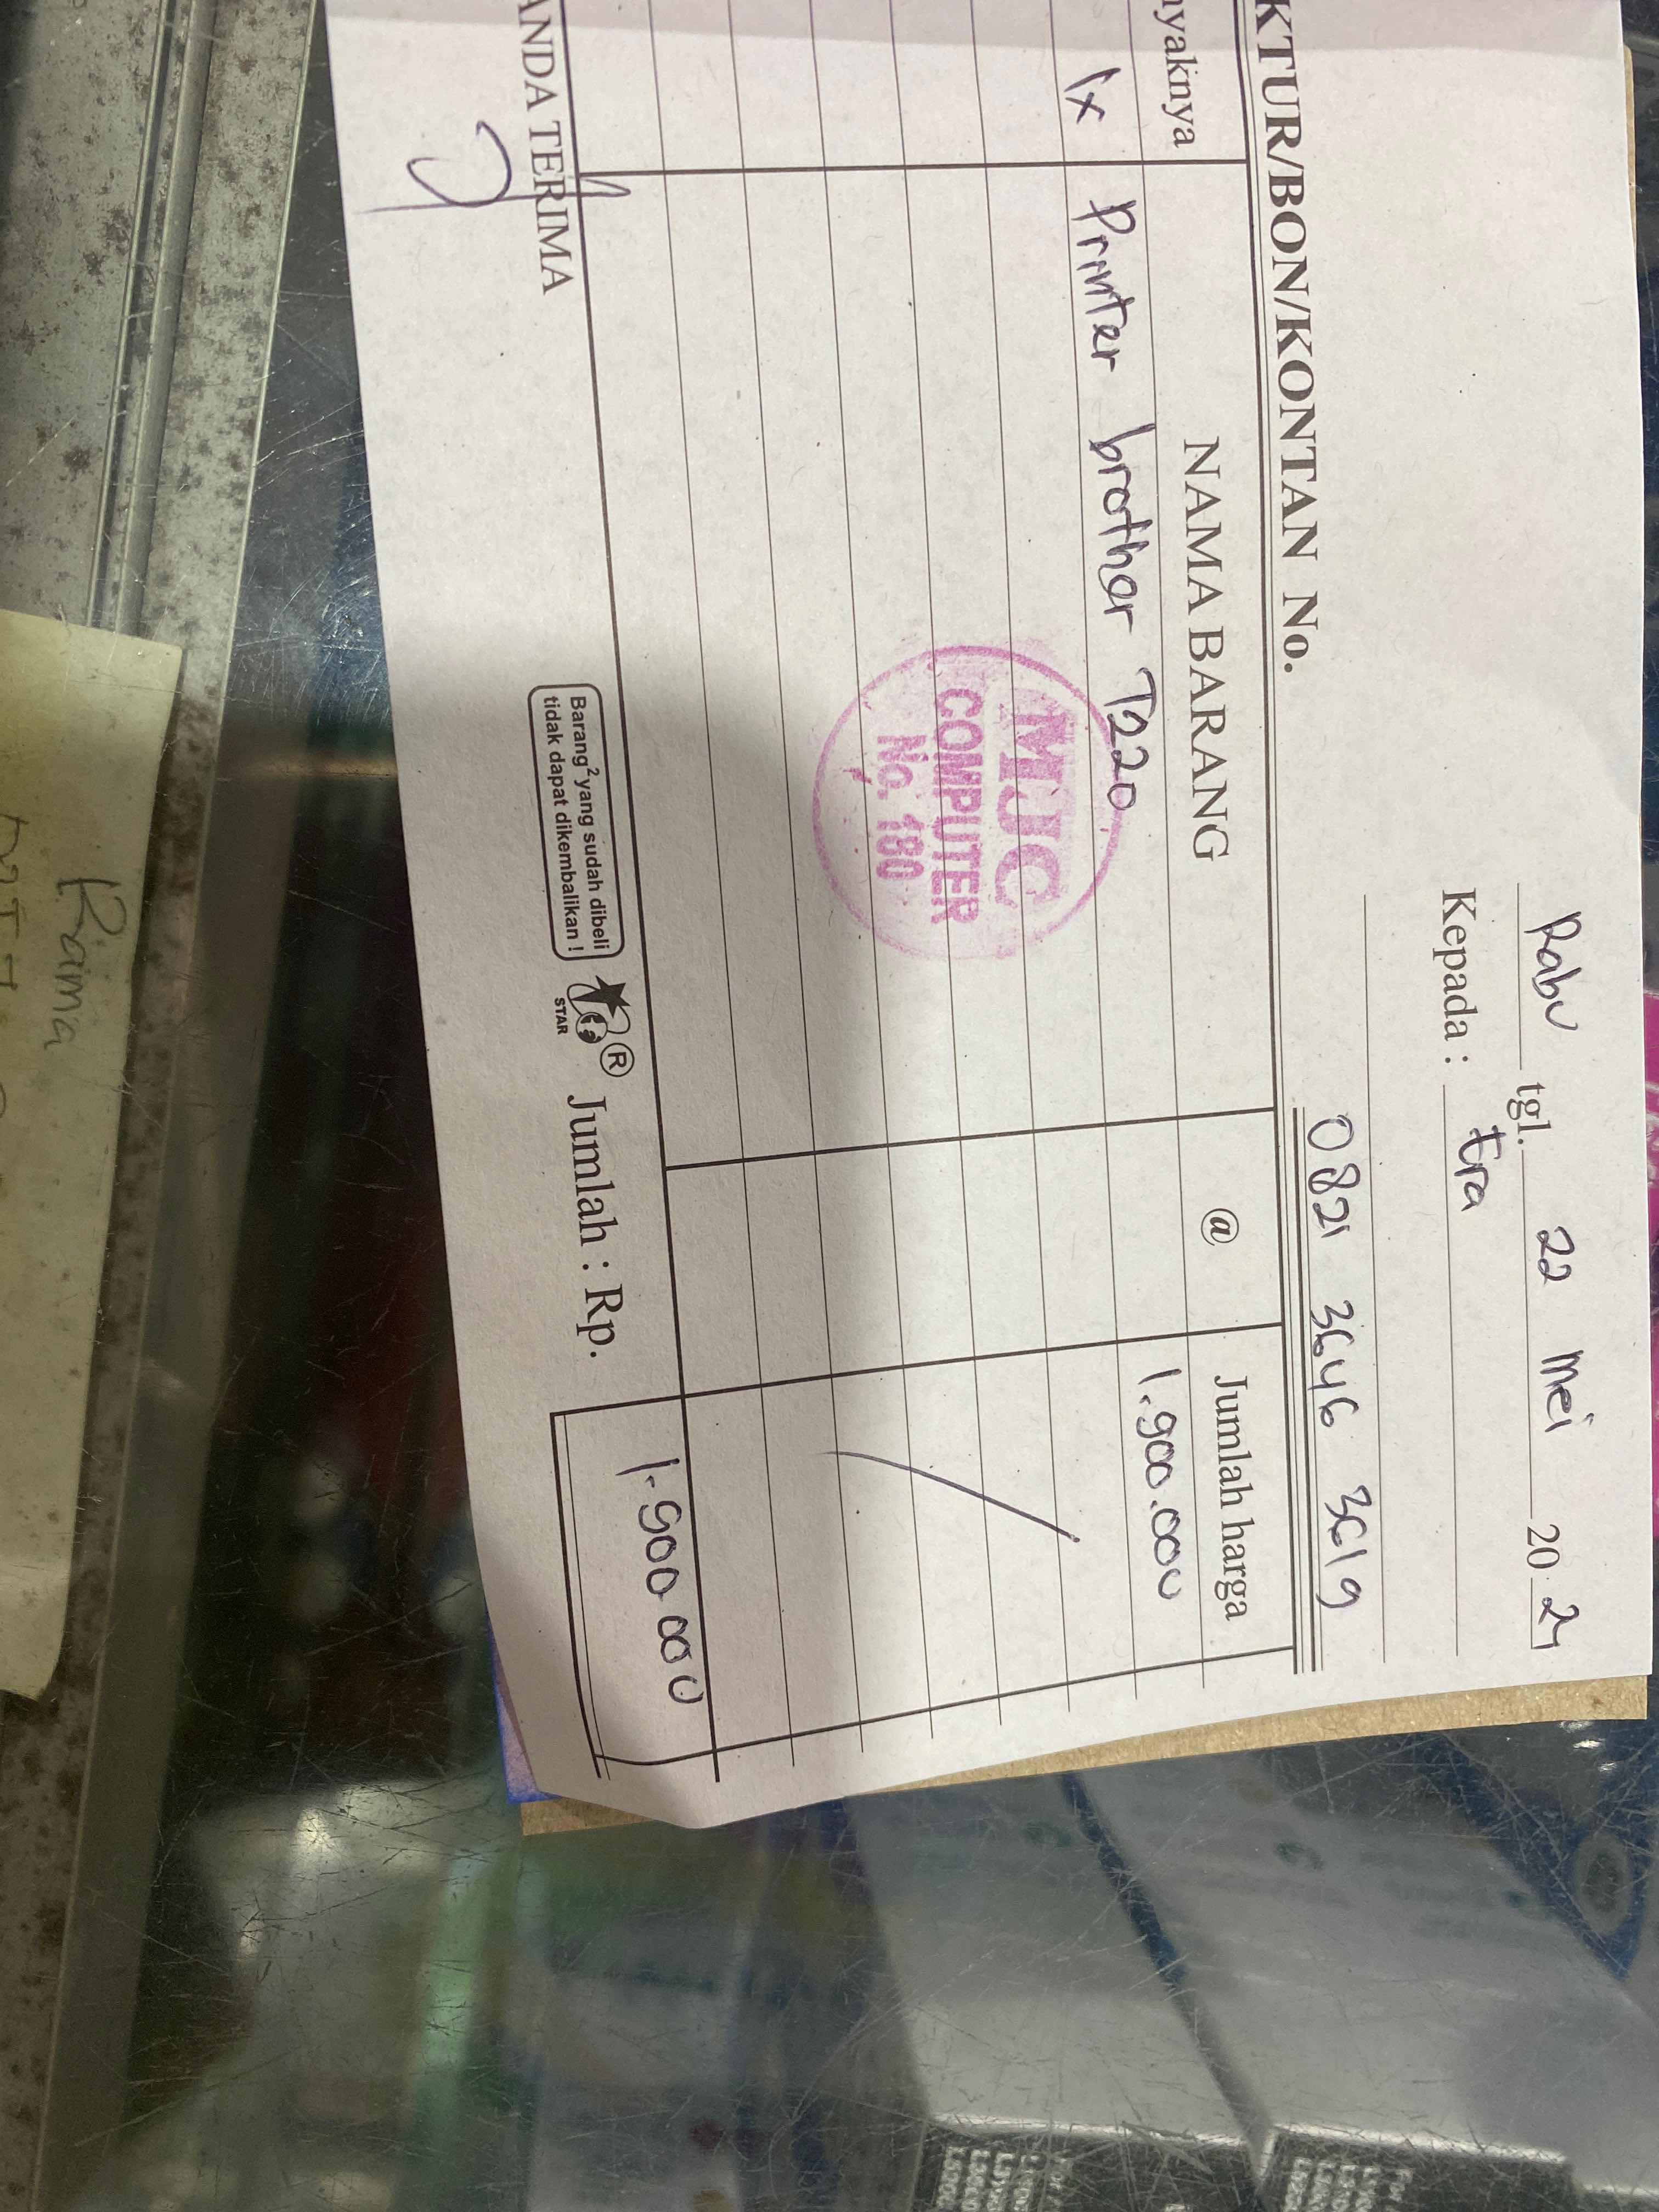 Rabu tgl. 22 Mei 20 24
Kepada : Era
0821 3646 3619
KTUR/BON/KONTAN No.
nyaknya NAMA BARANG @ Jumlah harga
1x Printer brother T220 1.900.000
MJC
COMPUTER
No. 180
ANDA TERIMA
Barang² yang sudah dibeli
tidak dapat dikembalikan !
STAR
®
Jumlah : Rp. 1.900.000
Rama